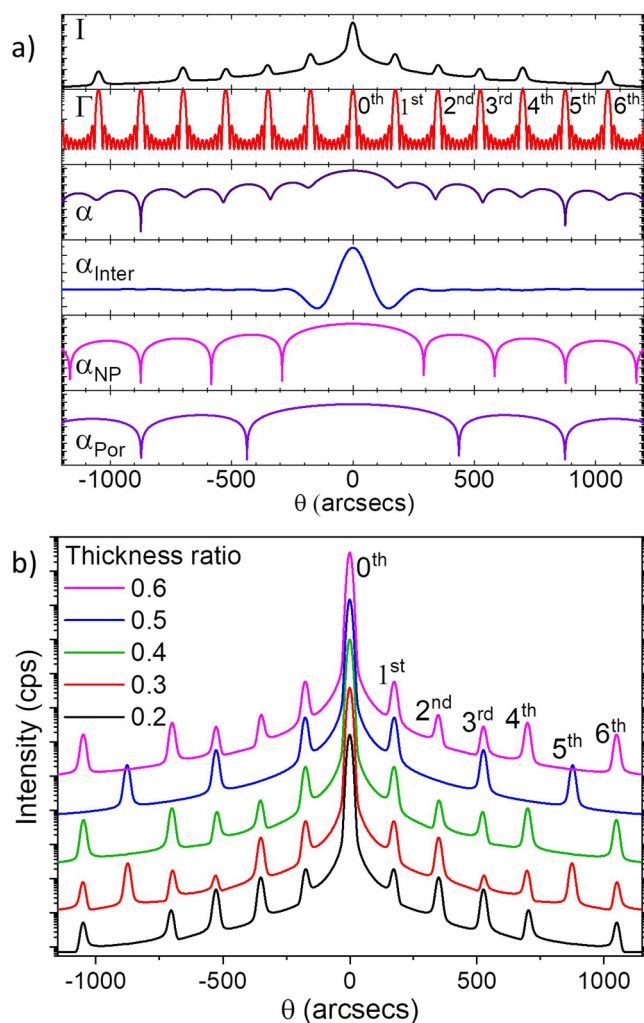 a)
I
Γ
0th 1st 2nd 3rd 4th 5th 6th
α
αInter
αNP
αPor
-1000 -500 0 500 1000
θ (arcsecs)
b)
Thickness ratio
0.6
0.5
0.4
0.3
0.2
0th
1st
2nd
3rd
4th
5th
6th
Intensity (cps)
-1000 -500 0 500 1000
θ (arcsecs)